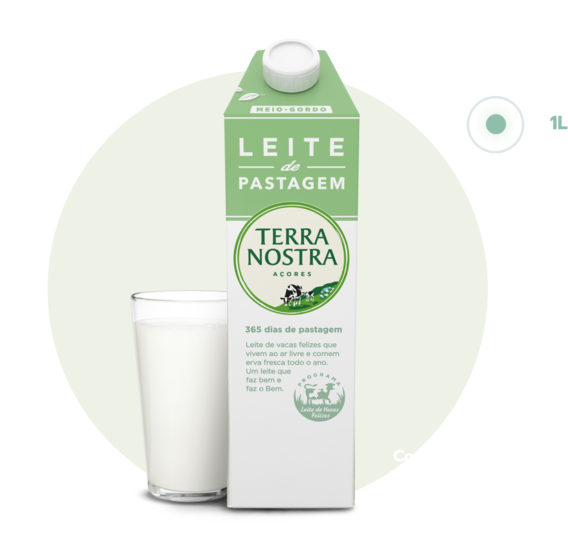 MEIO-GORDO
LEITE
de
PASTAGEM
TERRA
NOSTRA
AÇORES
365 dias de pastagem
Leite de vacas felizes que
vivem ao ar livre e comem
erva fresca todo o ano.
Um leite que
faz bem e
faz o Bem.
PROGRAMA
Leite de Vacas
Felizes
1L